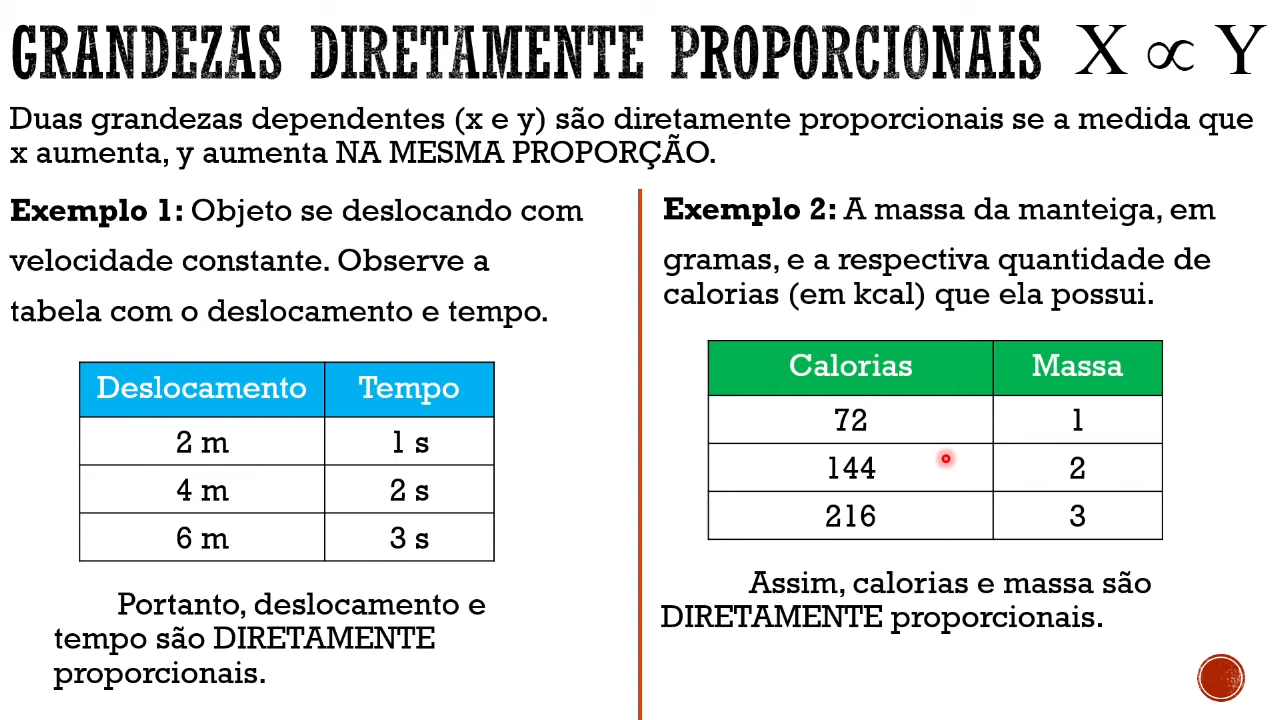 GRANDEZAS DIRETAMENTE PROPORCIONAIS X ∝ Y
Duas grandezas dependentes (x e y) são diretamente proporcionais se a medida que
x aumenta, y aumenta NA MESMA PROPORÇÃO.
Exemplo 1: Objeto se deslocando com
velocidade constante. Observe a
tabela com o deslocamento e tempo.
Deslocamento Tempo
2 m 1 s
4 m 2 s
6 m 3 s
Portanto, deslocamento e
tempo são DIRETAMENTE
proporcionais.
Exemplo 2: A massa da manteiga, em
gramas, e a respectiva quantidade de
calorias (em kcal) que ela possui.
Calorias Massa
72 1
144 2
216 3
Assim, calorias e massa são
DIRETAMENTE proporcionais.